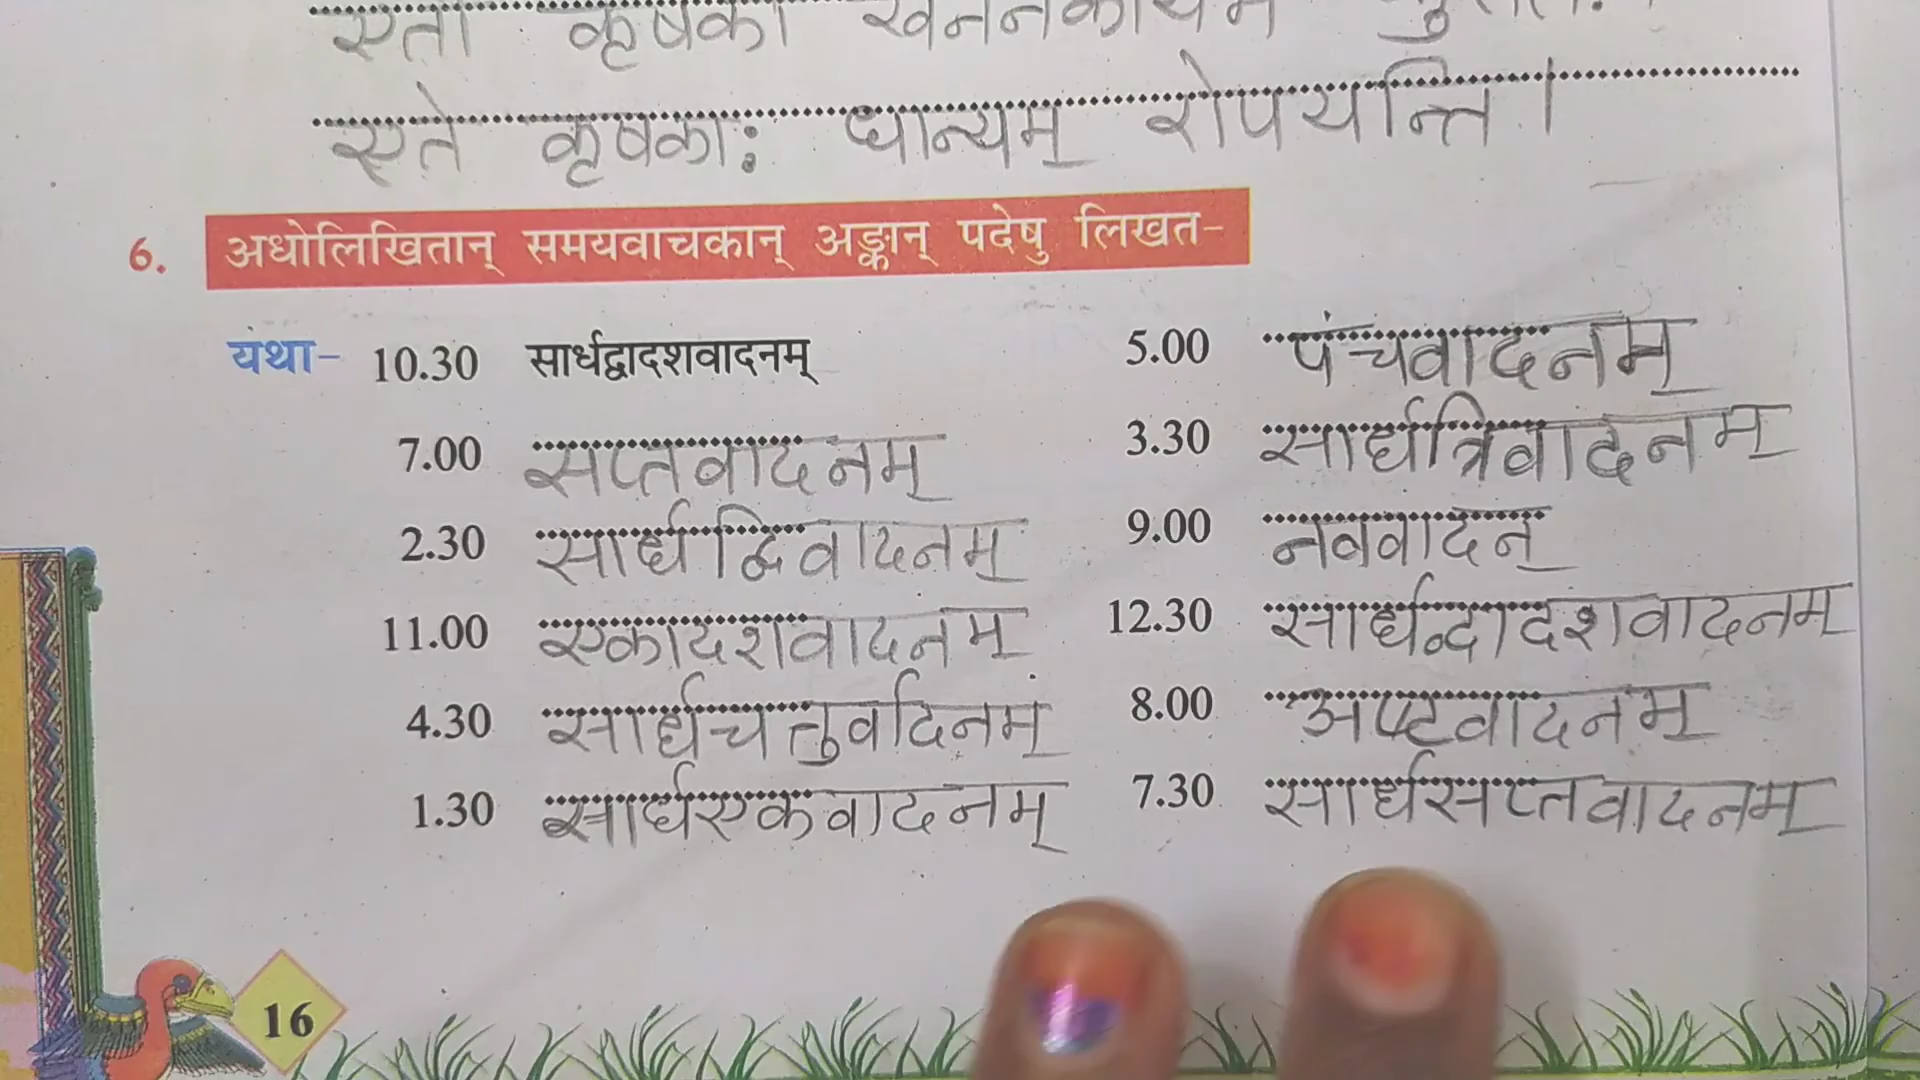 एतौ कृषकौ
एते कृषकाः धान्यम् रोपयन्ति ।
6. अधोलिखितान् समयवाचकान् अङ्कान् पदेषु लिखत-
यथा- 10.30 सार्धद्वादशवादनम् 5.00 पंचवादनम्
7.00 सप्तवादनम् 3.30 सार्धत्रिवादनम्
2.30 सार्धद्विवादनम् 9.00 नववादन्
11.00 एकादशवादनम् 12.30 सार्धद्वादशवादनम्
4.30 सार्धचतुर्वादनम् 8.00 अष्टवादनम्
1.30 सार्धएकवादनम् 7.30 सार्धसप्तवादनम्
16